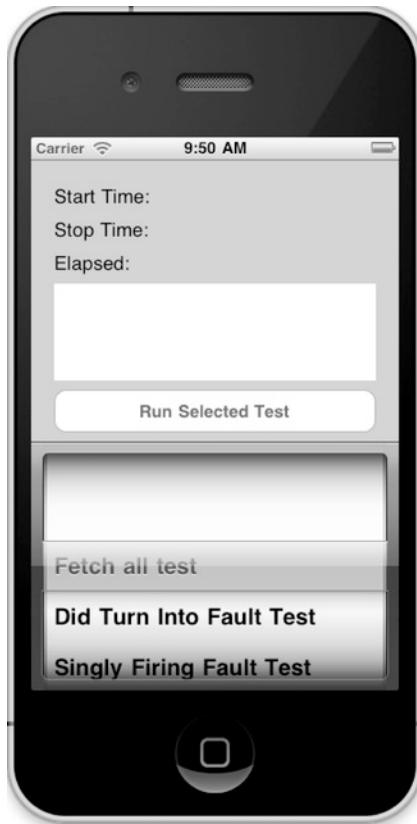 Carrier 9:50 AM
Start Time:
Stop Time:
Elapsed:
Run Selected Test
Fetch all test
Did Turn Into Fault Test
Singly Firing Fault Test